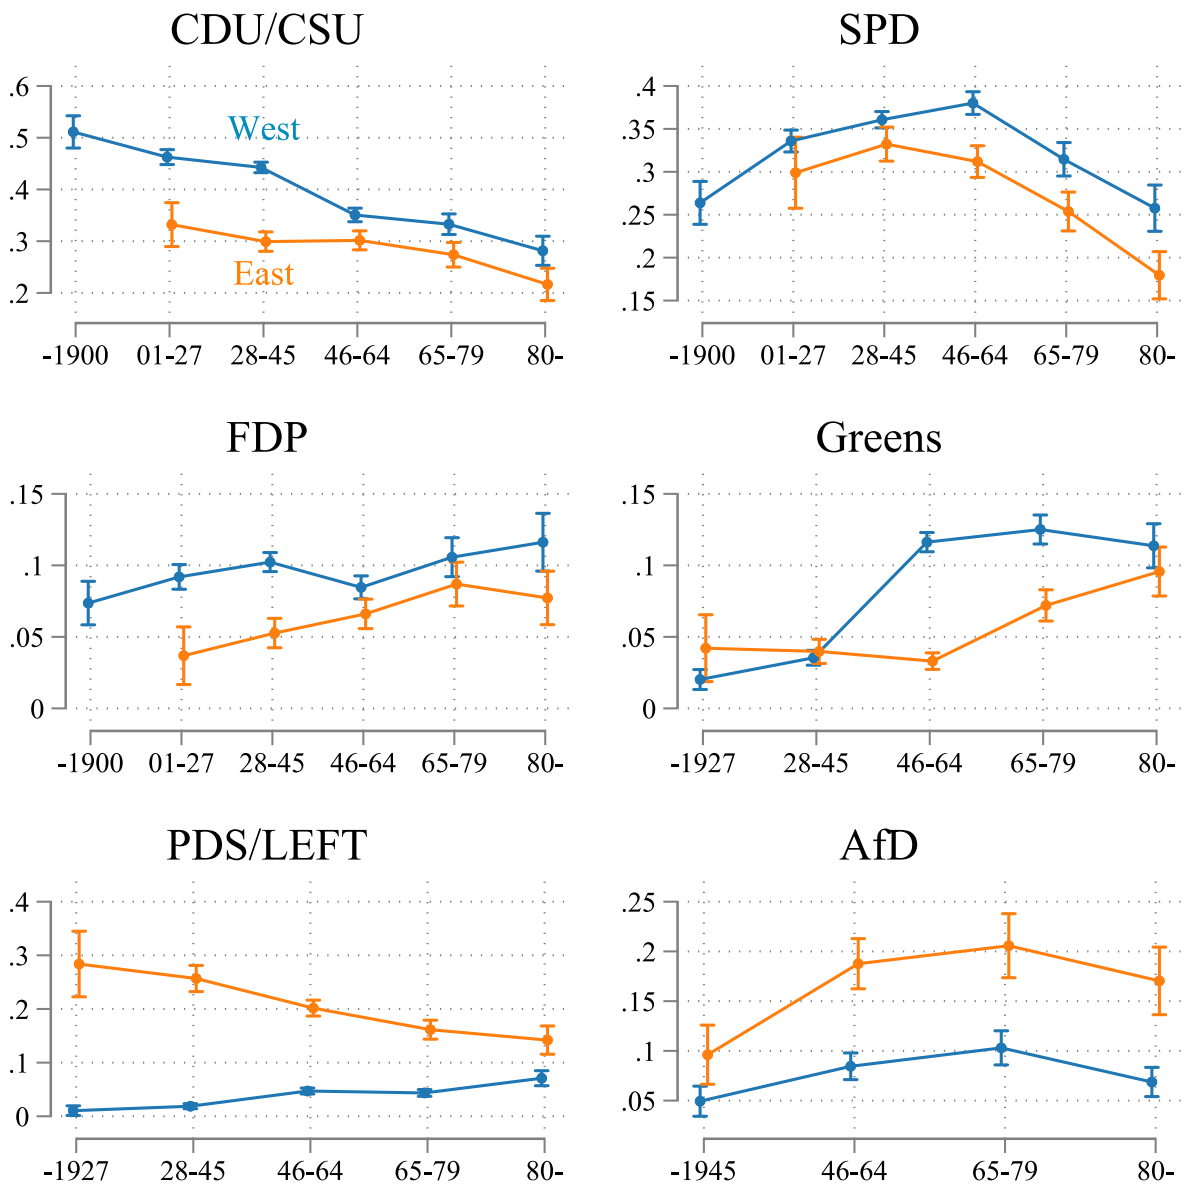 CDU/CSU
.6
.5
.4
.3
.2
West
East
-1900 01-27 28-45 46-64 65-79 80-
SPD
.4
.35
.3
.25
.2
.15
-1900 01-27 28-45 46-64 65-79 80-
FDP
.15
.1
.05
0
-1900 01-27 28-45 46-64 65-79 80-
Greens
.15
.1
.05
0
-1927 28-45 46-64 65-79 80-
PDS/LEFT
.4
.3
.2
.1
0
-1927 28-45 46-64 65-79 80-
AfD
.25
.2
.15
.1
.05
-1945 46-64 65-79 80-